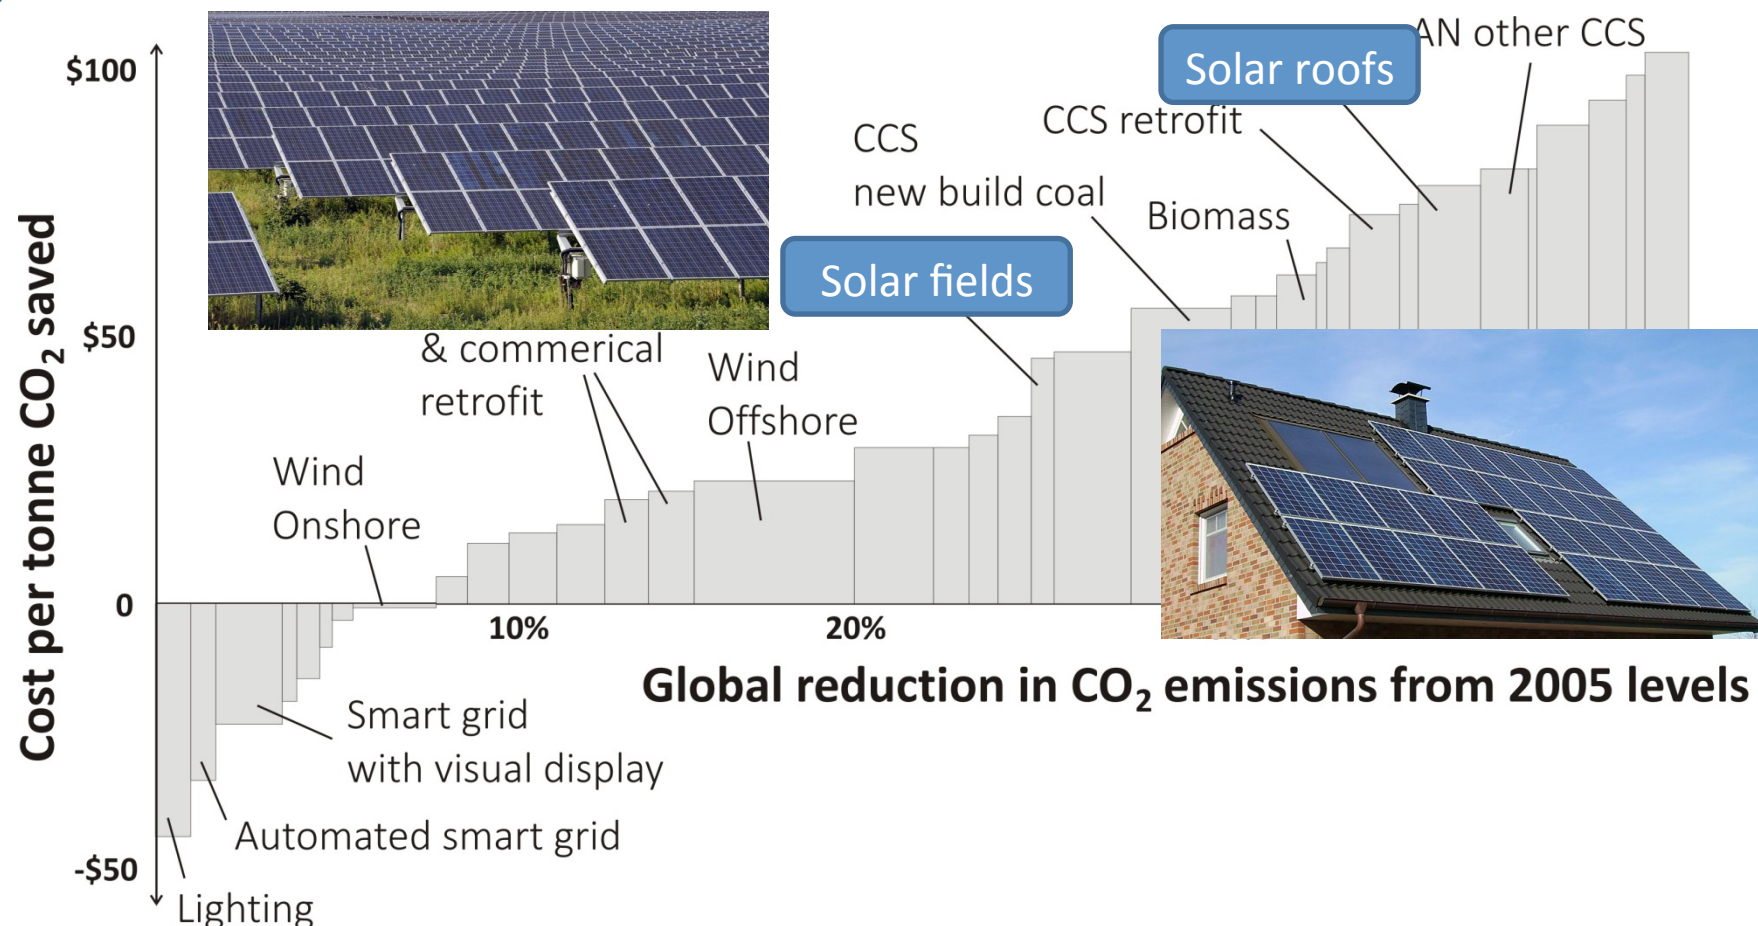 $100
$50
0
-$50
Cost per tonne CO₂ saved
AN other CCS
Solar roofs
CCS retrofit
CCS
new build coal
Biomass
Solar fields
& commerical
retrofit
Wind
Offshore
Wind
Onshore
10%
20%
Global reduction in CO₂ emissions from 2005 levels
Smart grid
with visual display
Automated smart grid
Lighting